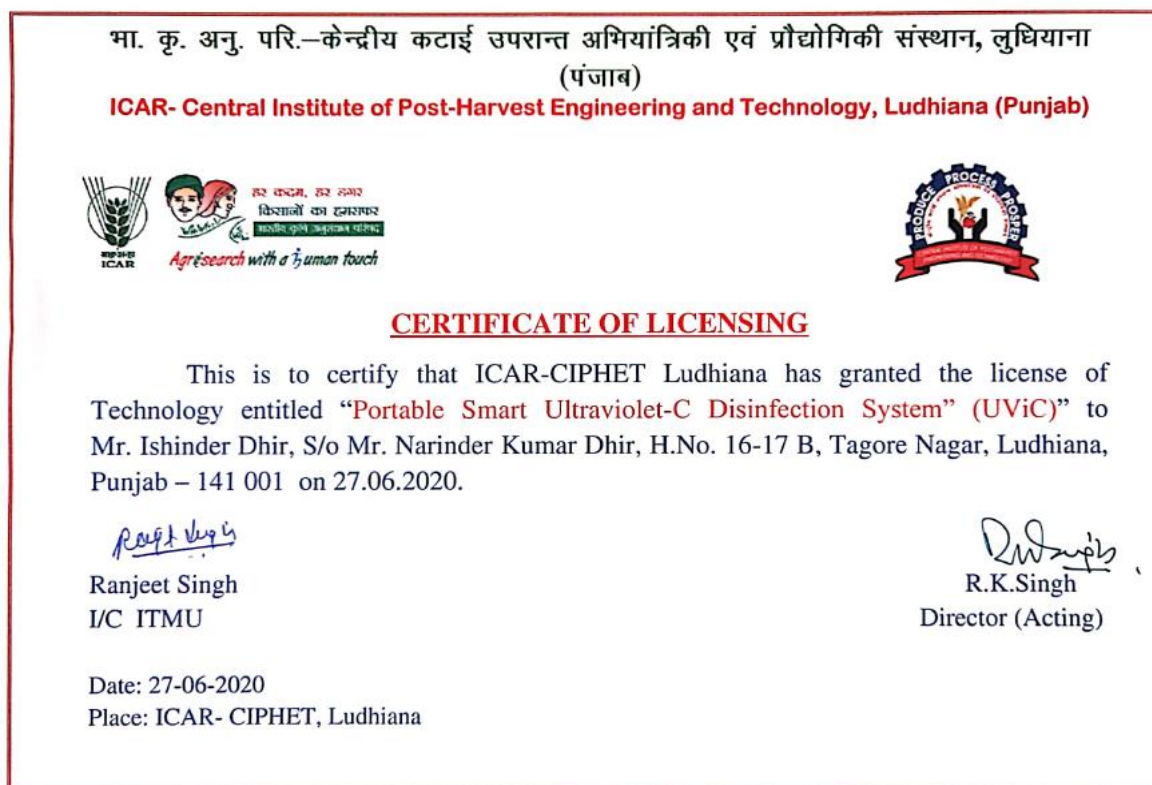 भा. कृ. अनु. परि.–केन्द्रीय कटाई उपरान्त अभियांत्रिकी एवं प्रौद्योगिकी संस्थान, लुधियाना
(पंजाब)
ICAR- Central Institute of Post-Harvest Engineering and Technology, Ludhiana (Punjab)
हर कदम, हर डगर
किसानों का हमसफर
भारतीय कृषि अनुसंधान परिषद
भाकृअनुप
ICAR
Agrisearch with a human touch
PRODUCE PROCESS PROSPER
CERTIFICATE OF LICENSING
This is to certify that ICAR-CIPHET Ludhiana has granted the license of
Technology entitled “Portable Smart Ultraviolet-C Disinfection System” (UViC)” to
Mr. Ishinder Dhir, S/o Mr. Narinder Kumar Dhir, H.No. 16-17 B, Tagore Nagar, Ludhiana,
Punjab – 141 001 on 27.06.2020.
Ranjeet Singh
R.K.Singh
I/C ITMU
Director (Acting)
Date: 27-06-2020
Place: ICAR- CIPHET, Ludhiana